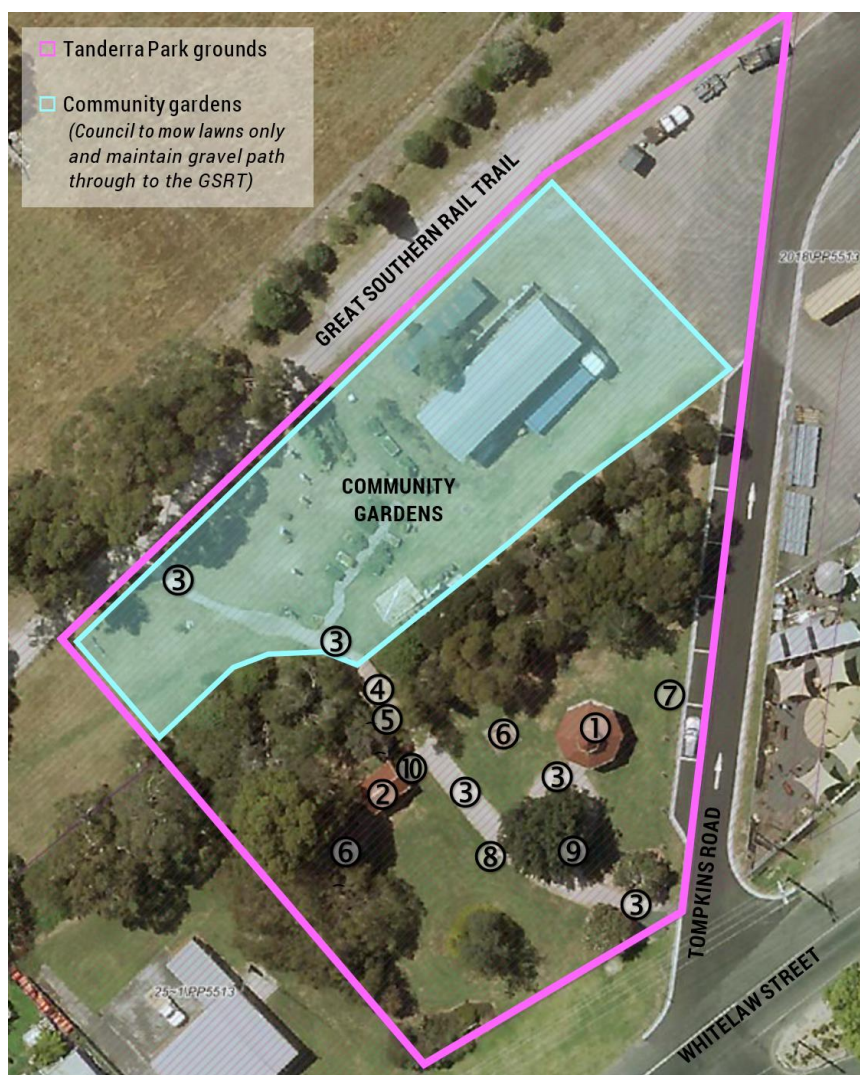 Tanderra Park grounds
Community gardens
(Council to mow lawns only
and maintain gravel path
through to the GSRT)
GREAT SOUTHERN RAIL TRAIL
2018\PP5513
COMMUNITY
GARDENS
3
3
4
7
5
1
6
10
3
2
3
6
8
9
3
TOMPKINS ROAD
WHITELAW STREET
25~1\PP5513